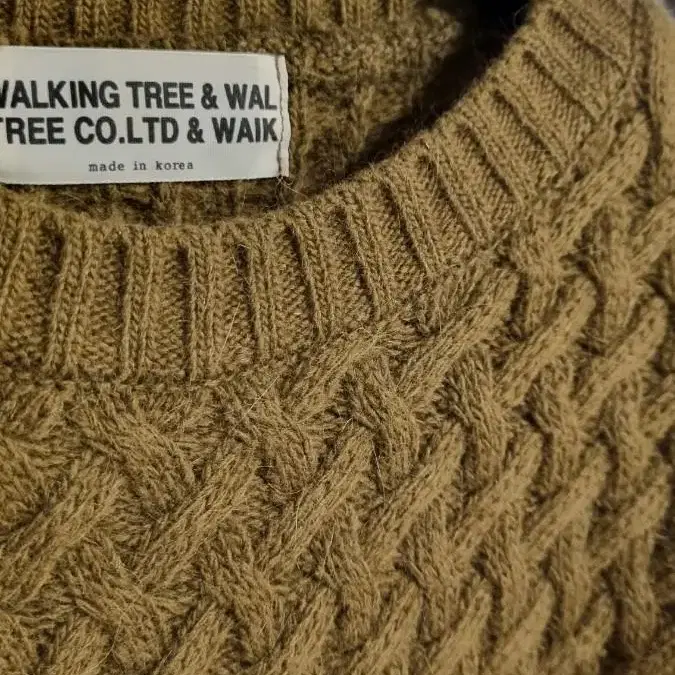 WALKING TREE & WAL
TREE CO.LTD & WAIK
made in korea